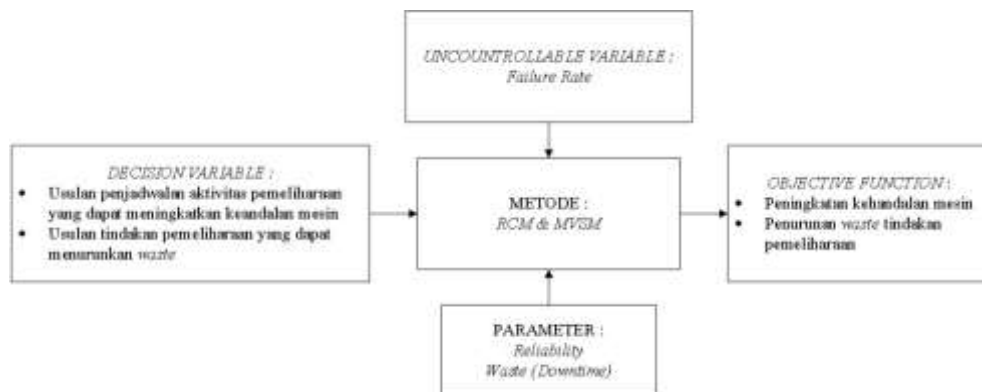 UNCOUNTROLLABLE VARIABLE :
Failure Rate
DECISION VARIABLE :
• Usulan penjadwalan aktivitas pemeliharaan
yang dapat meningkatkan keandalan mesin
• Usulan tindakan pemeliharaan yang dapat
menurunkan waste
METODE :
RCM & MVSM
OBJECTIVE FUNCTION :
• Peningkatan kehandalan mesin
• Penurunan waste tindakan
pemeliharaan
PARAMETER :
Reliability
Waste (Downtime)